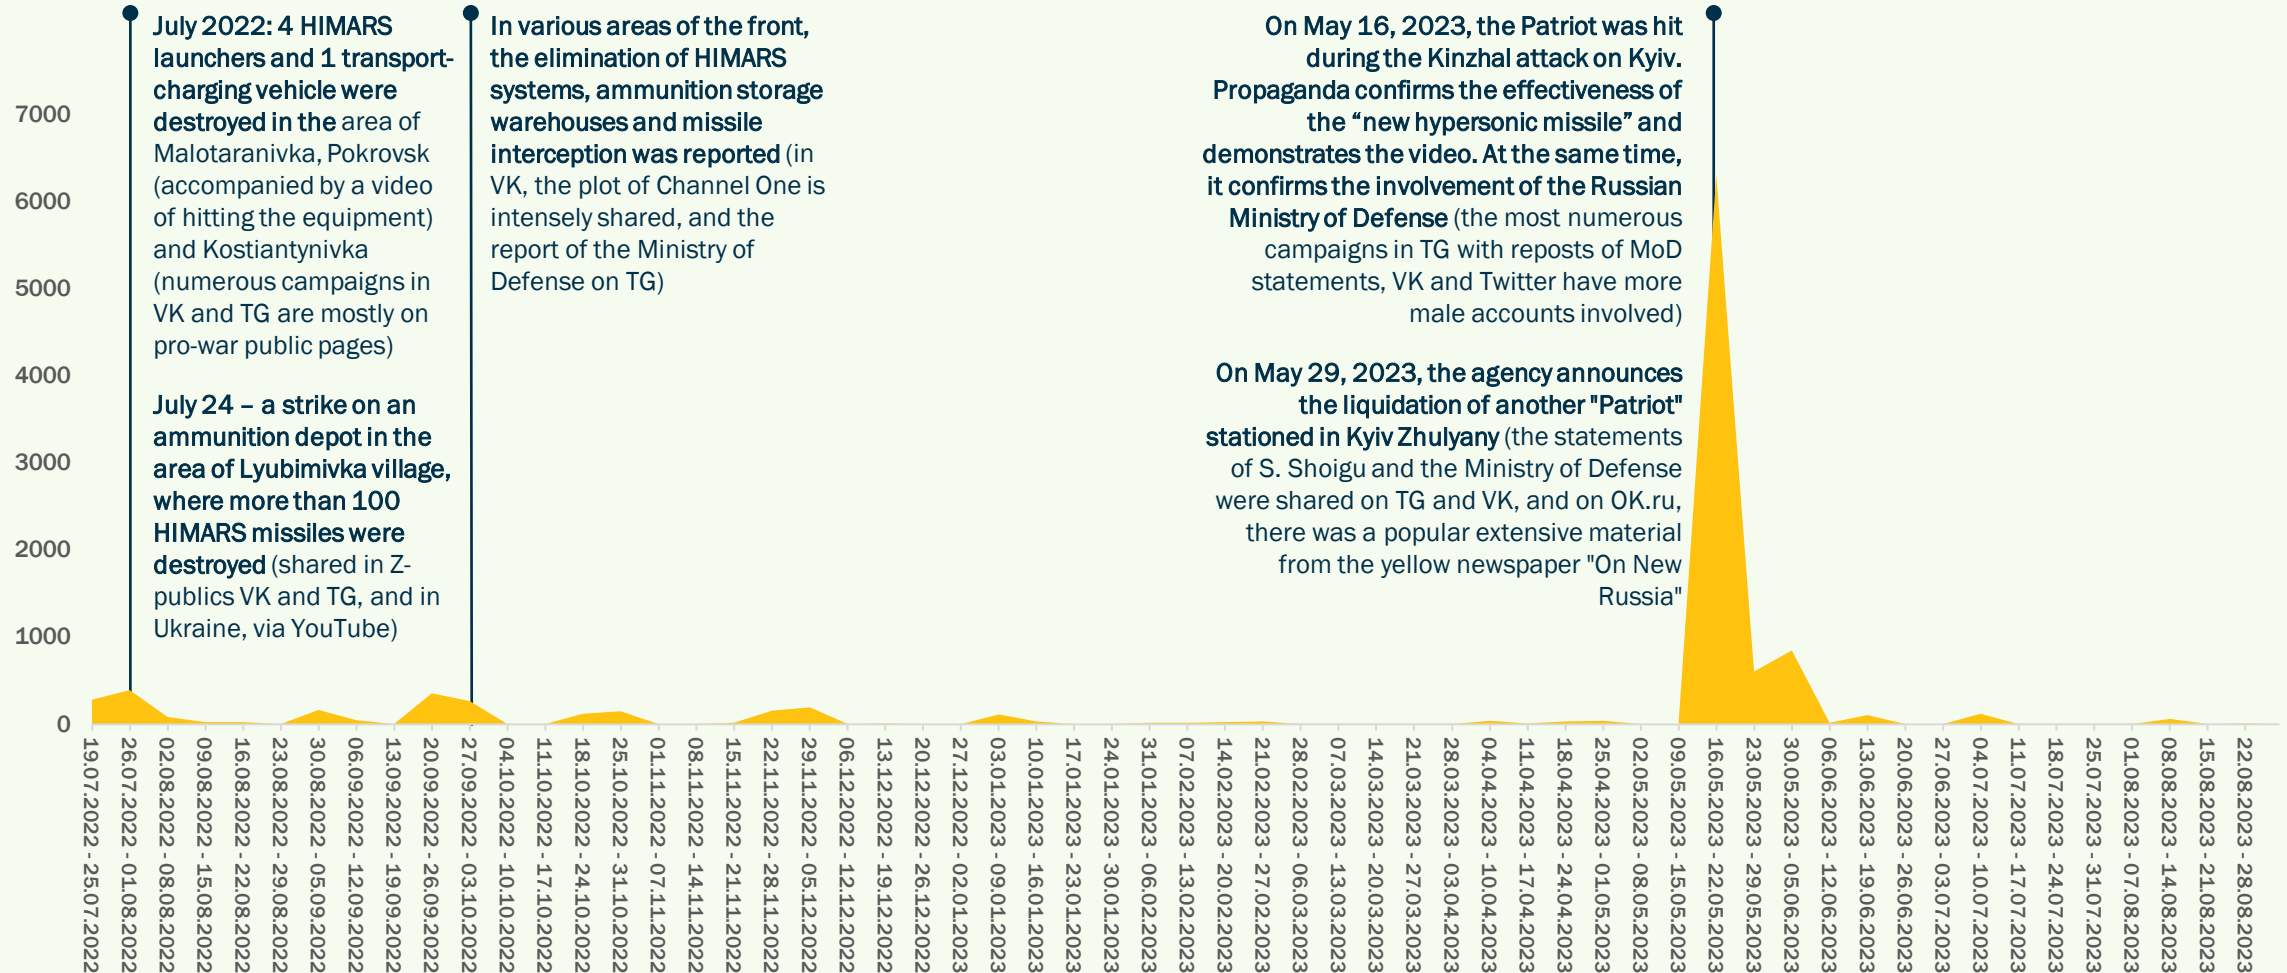 July 2022: 4 HIMARS
launchers and 1 transport-
charging vehicle were
destroyed in the area of
Malotaranivka, Pokrovsk
(accompanied by a video
of hitting the equipment)
and Kostiantynivka
(numerous campaigns in
VK and TG are mostly on
pro-war public pages)
July 24 – a strike on an
ammunition depot in the
area of Lyubimivka village,
where more than 100
HIMARS missiles were
destroyed (shared in Z-
publics VK and TG, and in
Ukraine, via YouTube)
In various areas of the front,
the elimination of HIMARS
systems, ammunition storage
warehouses and missile
interception was reported (in
VK, the plot of Channel One is
intensely shared, and the
report of the Ministry of
Defense on TG)
On May 16, 2023, the Patriot was hit
during the Kinzhal attack on Kyiv.
Propaganda confirms the effectiveness of
the “new hypersonic missile” and
demonstrates the video. At the same time,
it confirms the involvement of the Russian
Ministry of Defense (the most numerous
campaigns in TG with reposts of MoD
statements, VK and Twitter have more
male accounts involved)
On May 29, 2023, the agency announces
the liquidation of another "Patriot"
stationed in Kyiv Zhulyany (the statements
of S. Shoigu and the Ministry of Defense
were shared on TG and VK, and on OK.ru,
there was a popular extensive material
from the yellow newspaper "On New
Russia"
7000
6000
5000
4000
3000
2000
1000
0
19.07.2022 - 25.07.2022
26.07.2022 - 01.08.2022
02.08.2022 - 08.08.2022
09.08.2022 - 15.08.2022
16.08.2022 - 22.08.2022
23.08.2022 - 29.08.2022
30.08.2022 - 05.09.2022
06.09.2022 - 12.09.2022
13.09.2022 - 19.09.2022
20.09.2022 - 26.09.2022
27.09.2022 - 03.10.2022
04.10.2022 - 10.10.2022
11.10.2022 - 17.10.2022
18.10.2022 - 24.10.2022
25.10.2022 - 31.10.2022
01.11.2022 - 07.11.2022
08.11.2022 - 14.11.2022
15.11.2022 - 21.11.2022
22.11.2022 - 28.11.2022
29.11.2022 - 05.12.2022
06.12.2022 - 12.12.2022
13.12.2022 - 19.12.2022
20.12.2022 - 26.12.2022
27.12.2022 - 02.01.2023
03.01.2023 - 09.01.2023
10.01.2023 - 16.01.2023
17.01.2023 - 23.01.2023
24.01.2023 - 30.01.2023
31.01.2023 - 06.02.2023
07.02.2023 - 13.02.2023
14.02.2023 - 20.02.2023
21.02.2023 - 27.02.2023
28.02.2023 - 06.03.2023
07.03.2023 - 13.03.2023
14.03.2023 - 20.03.2023
21.03.2023 - 27.03.2023
28.03.2023 - 03.04.2023
04.04.2023 - 10.04.2023
11.04.2023 - 17.04.2023
18.04.2023 - 24.04.2023
25.04.2023 - 01.05.2023
02.05.2023 - 08.05.2023
09.05.2023 - 15.05.2023
16.05.2023 - 22.05.2023
23.05.2023 - 29.05.2023
30.05.2023 - 05.06.2023
06.06.2023 - 12.06.2023
13.06.2023 - 19.06.2023
20.06.2023 - 26.06.2023
27.06.2023 - 03.07.2023
04.07.2023 - 10.07.2023
11.07.2023 - 17.07.2023
18.07.2023 - 24.07.2023
25.07.2023 - 31.07.2023
01.08.2023 - 07.08.2023
08.08.2023 - 14.08.2023
15.08.2023 - 21.08.2023
22.08.2023 - 28.08.2023